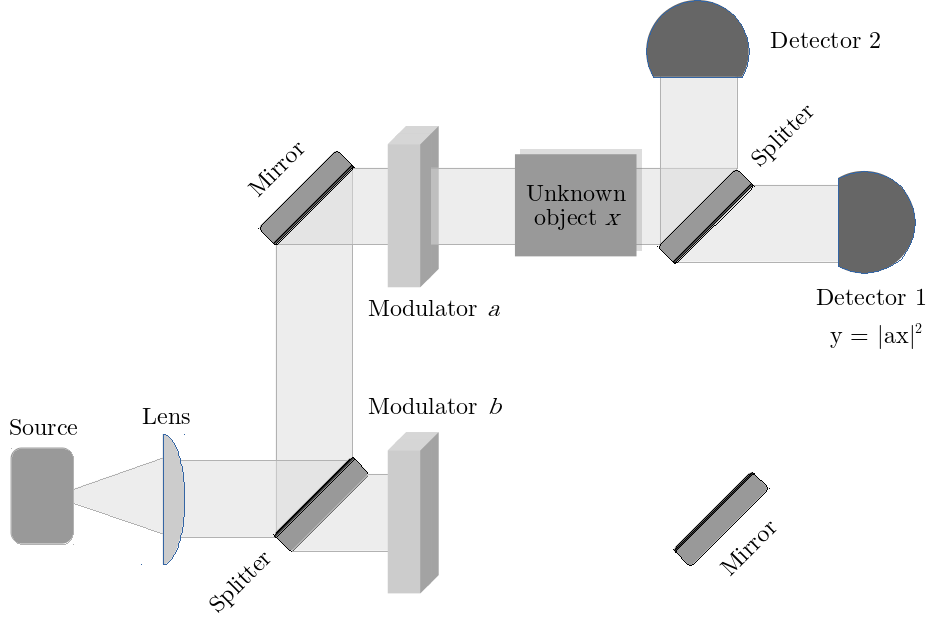 Detector 2
Splitter
Mirror
Unknown
object x
Modulator a
Detector 1
y = |ax|²
Modulator b
Lens
Source
Splitter
Mirror